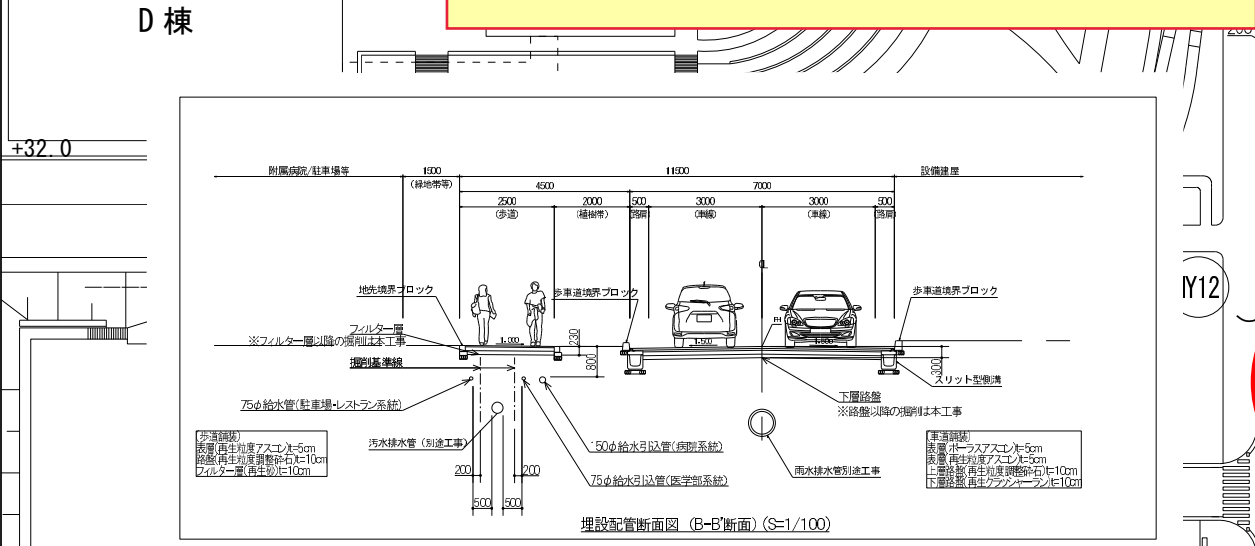 D棟
+32.0
附属病院/駐車場等
1500
11500
設備建屋
(緑地帯等)
4500
7000
2500
2000
500
3000
3000
500
(歩道)
(植樹帯)
(路肩)
(車線)
(車線)
(路肩)
地先境界ブロック
歩車道境界ブロック
歩車道境界ブロック
IY12
フィルター層
※フィルター層以降の掘削は本工事
掘削基準線
230
800
FH
300
スリット型側溝
下層路盤
※路盤以降の掘削は本工事
75φ給水管(駐車場・レストラン系統)
汚水排水管(別途工事)
150φ給水引込管(病院系統)
75φ給水引込管(医学部系統)
雨水排水管別途工事
[歩道舗装]
表層(再生粒度アスコン)t=5cm
路盤(再生粒度調整砕石)t=10cm
フィルター層(再生砂)t=10cm
[車道舗装]
表層(ポーラスアスコン)t=5cm
表層(再生粒度アスコン)t=5cm
上層路盤(再生粒度調整砕石)t=10cm
下層路盤(再生クラッシャーラン)t=10cm
200
200
500
500
埋設配管断面図 (B-B'断面) (S=1/100)